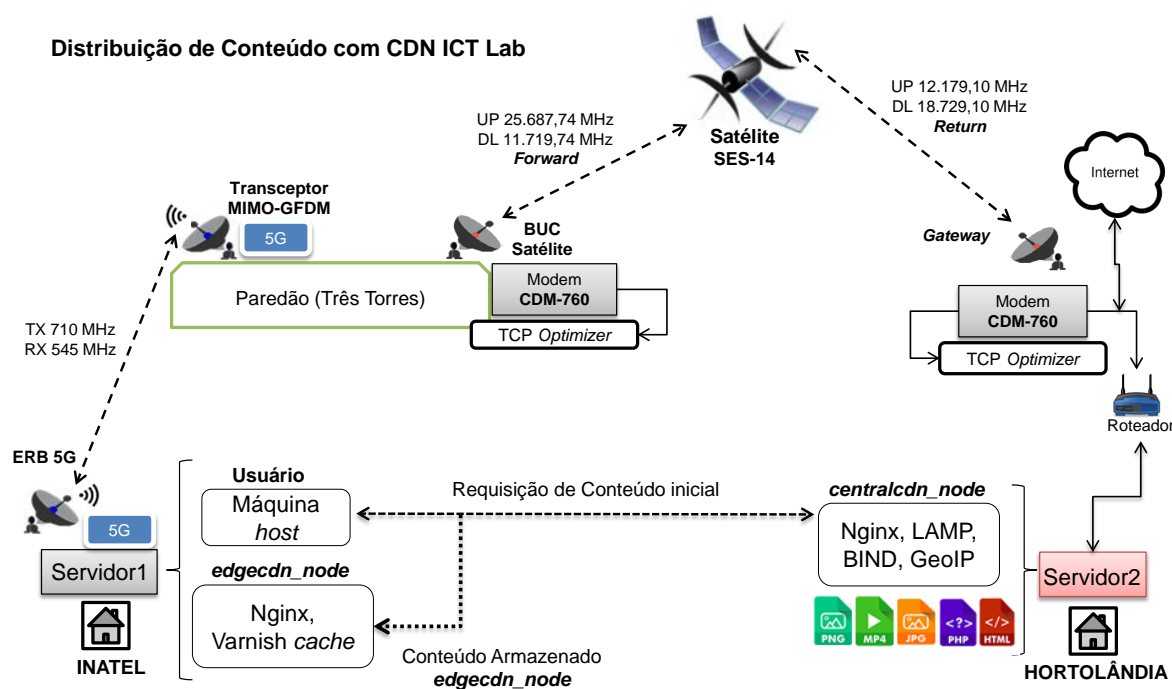 Distribuição de Conteúdo com CDN ICT Lab
UP 12.179,10 MHz
DL 18.729,10 MHz
Return
UP 25.687,74 MHz
DL 11.719,74 MHz
Forward
Satélite
SES-14
Internet
Transceptor
MIMO-GFDM
5G
BUC
Satélite
Gateway
Paredão (Três Torres)
Modem
CDM-760
TCP Optimizer
Modem
CDM-760
TCP Optimizer
TX 710 MHz
RX 545 MHz
Roteador
ERB 5G
5G
Servidor1
INATEL
Usuário
Máquina
host
edgecdn_node
Nginx,
Varnish cache
Requisição de Conteúdo inicial
Conteúdo Armazenado
edgecdn_node
centralcdn_node
Nginx, LAMP,
BIND, GeoIP
PNG
MP4
JPG
<?>
PHP
</>
HTML
Servidor2
HORTOLÂNDIA